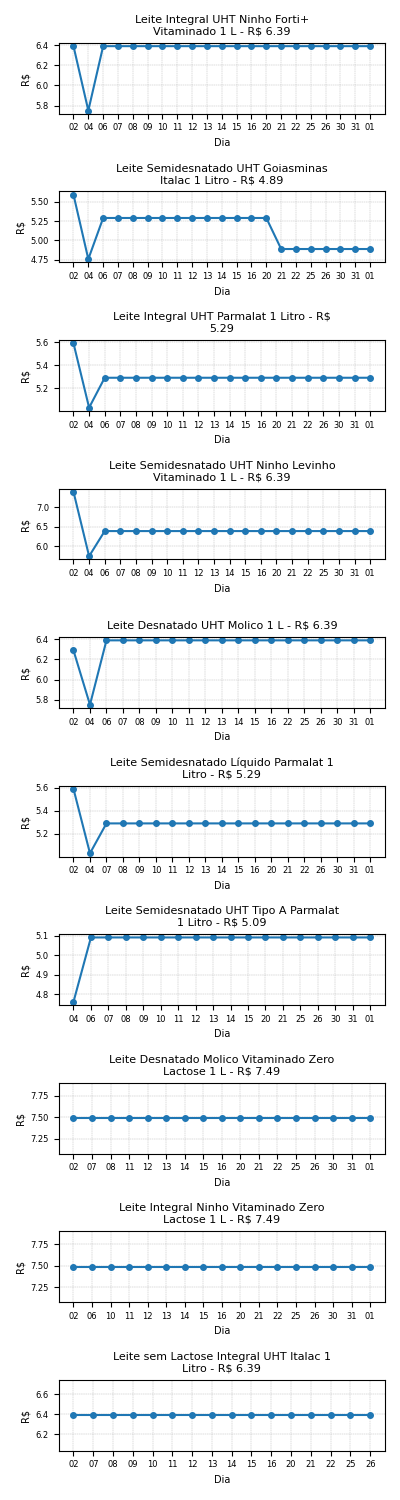 Leite Integral UHT Ninho Forti+
Vitaminado 1 L - R$ 6.39
6.4
6.2
6.0
5.8
R$
02 04 06 07 08 09 10 11 12 13 14 15 16 20 21 22 25 26 30 31 01
Dia
Leite Semidesnatado UHT Goiasminas
Italac 1 Litro - R$ 4.89
5.50
5.25
5.00
4.75
R$
02 04 06 07 08 09 10 11 12 13 14 15 16 20 21 22 25 26 30 31 01
Dia
Leite Integral UHT Parmalat 1 Litro - R$
5.29
5.6
5.4
5.2
R$
02 04 06 07 08 09 10 11 12 13 14 15 16 20 21 22 25 26 30 31 01
Dia
Leite Semidesnatado UHT Ninho Levinho
Vitaminado 1 L - R$ 6.39
7.0
6.5
6.0
R$
02 04 06 07 08 09 10 11 12 13 14 15 16 20 21 22 25 26 30 31 01
Dia
Leite Desnatado UHT Molico 1 L - R$ 6.39
6.4
6.2
6.0
5.8
R$
02 04 06 07 08 09 10 11 12 13 14 15 16 22 25 26 30 31 01
Dia
Leite Semidesnatado Líquido Parmalat 1
Litro - R$ 5.29
5.6
5.4
5.2
R$
02 04 07 08 09 10 11 12 13 14 15 16 20 21 25 26 30 31 01
Dia
Leite Semidesnatado UHT Tipo A Parmalat
1 Litro - R$ 5.09
5.1
5.0
4.9
4.8
R$
04 06 07 08 09 10 11 12 13 14 15 20 21 25 26 30 31 01
Dia
Leite Desnatado Molico Vitaminado Zero
Lactose 1 L - R$ 7.49
7.75
7.50
7.25
R$
02 07 08 11 12 13 14 15 16 20 21 22 25 26 30 31 01
Dia
Leite Integral Ninho Vitaminado Zero
Lactose 1 L - R$ 7.49
7.75
7.50
7.25
R$
02 06 10 11 12 13 14 15 16 20 21 22 25 26 30 31 01
Dia
Leite sem Lactose Integral UHT Italac 1
Litro - R$ 6.39
6.6
6.4
6.2
R$
02 07 08 09 10 11 12 13 14 15 16 20 21 22 25 26
Dia